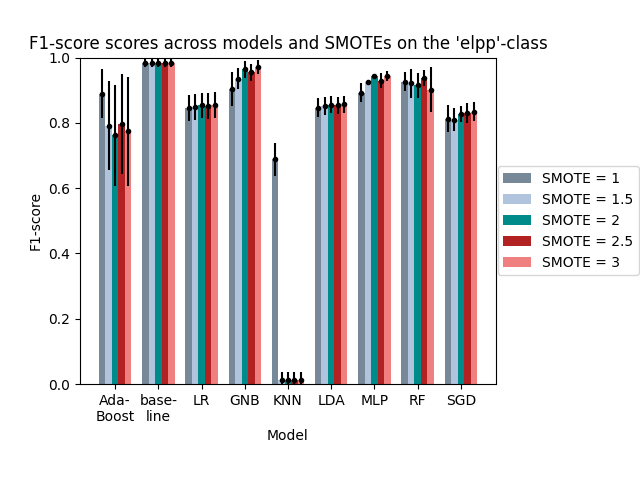 F1-score scores across models and SMOTEs on the 'elpp'-class
1.0
0.8
0.6
0.4
0.2
0.0
F1-score
Ada-
Boost
base-
line
LR
GNB
KNN
LDA
MLP
RF
SGD
Model
SMOTE = 1
SMOTE = 1.5
SMOTE = 2
SMOTE = 2.5
SMOTE = 3